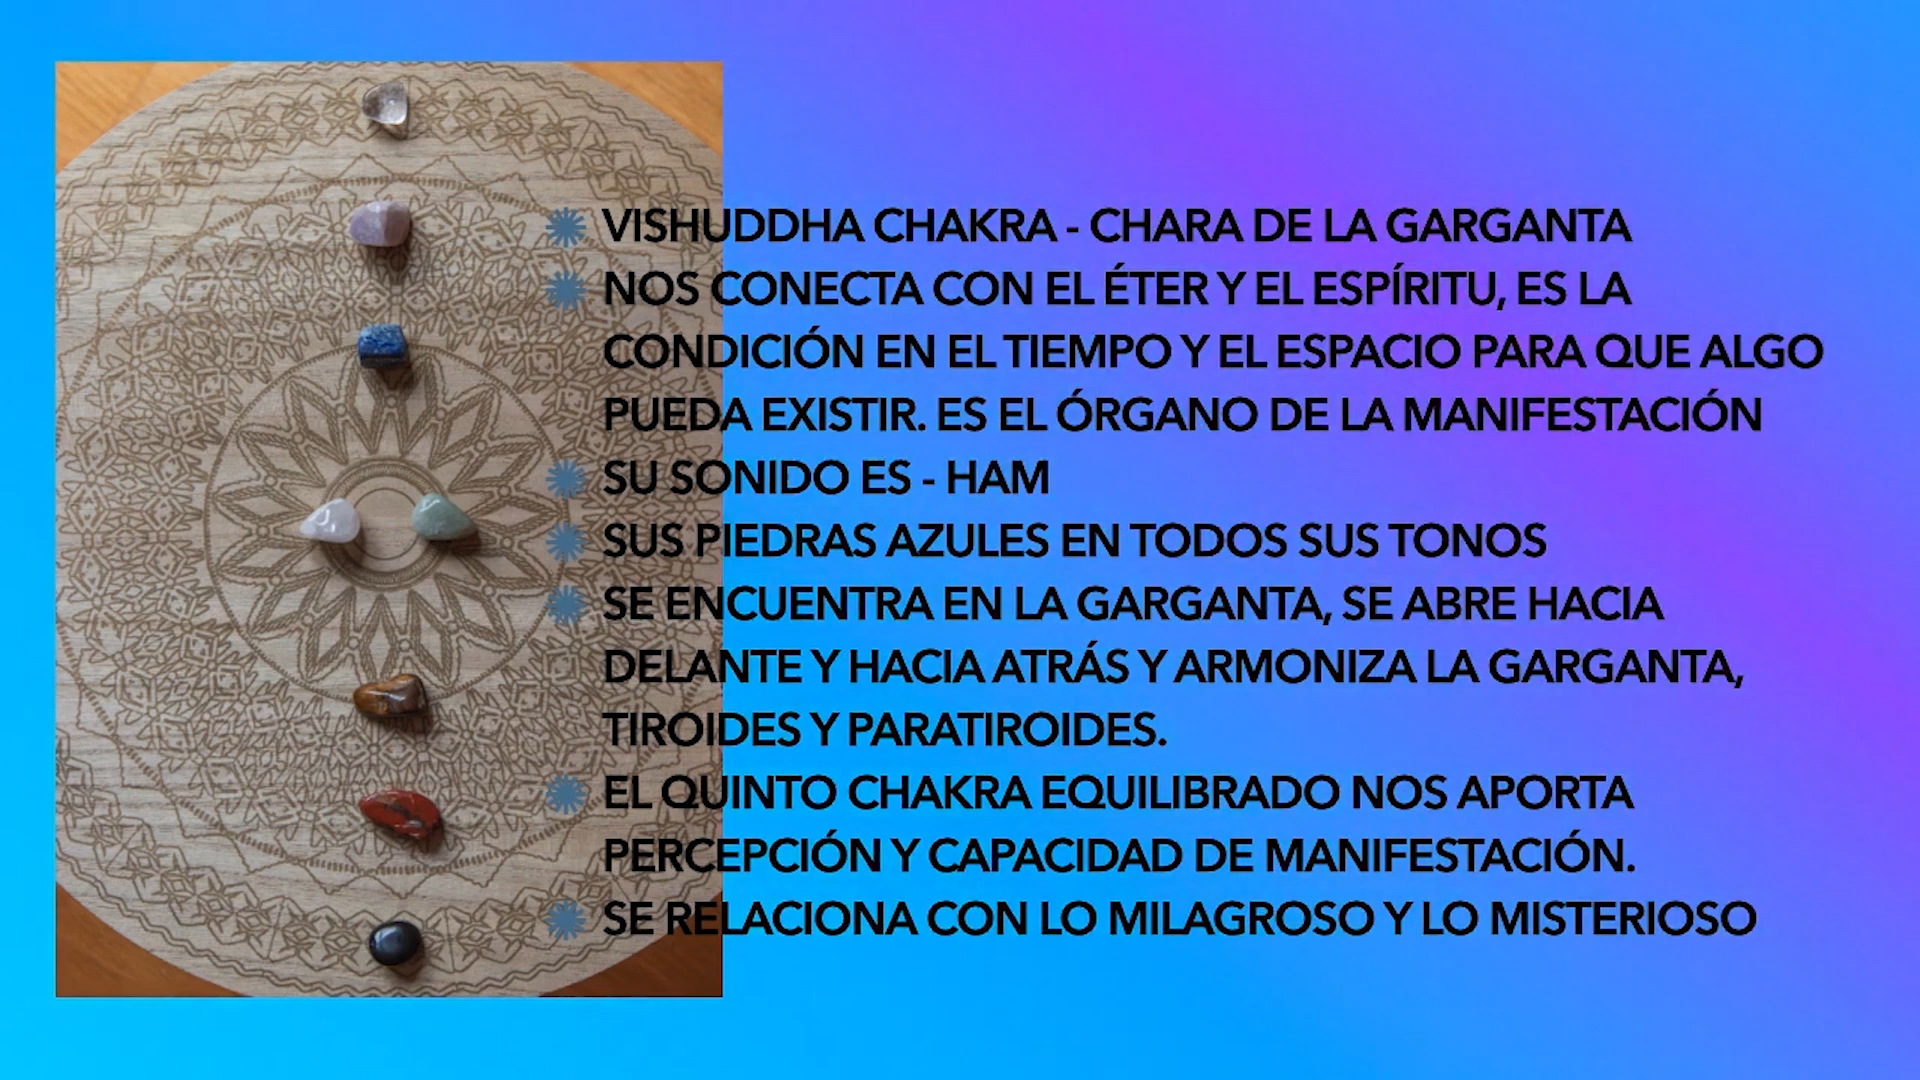 VISHUDDHA CHAKRA - CHARA DE LA GARGANTA
NOS CONECTA CON EL ÉTER Y EL ESPÍRITU, ES LA
CONDICIÓN EN EL TIEMPO Y EL ESPACIO PARA QUE ALGO
PUEDA EXISTIR. ES EL ÓRGANO DE LA MANIFESTACIÓN
SU SONIDO ES - HAM
SUS PIEDRAS AZULES EN TODOS SUS TONOS
SE ENCUENTRA EN LA GARGANTA, SE ABRE HACIA
DELANTE Y HACIA ATRÁS Y ARMONIZA LA GARGANTA,
TIROIDES Y PARATIROIDES.
EL QUINTO CHAKRA EQUILIBRADO NOS APORTA
PERCEPCIÓN Y CAPACIDAD DE MANIFESTACIÓN.
SE RELACIONA CON LO MILAGROSO Y LO MISTERIOSO